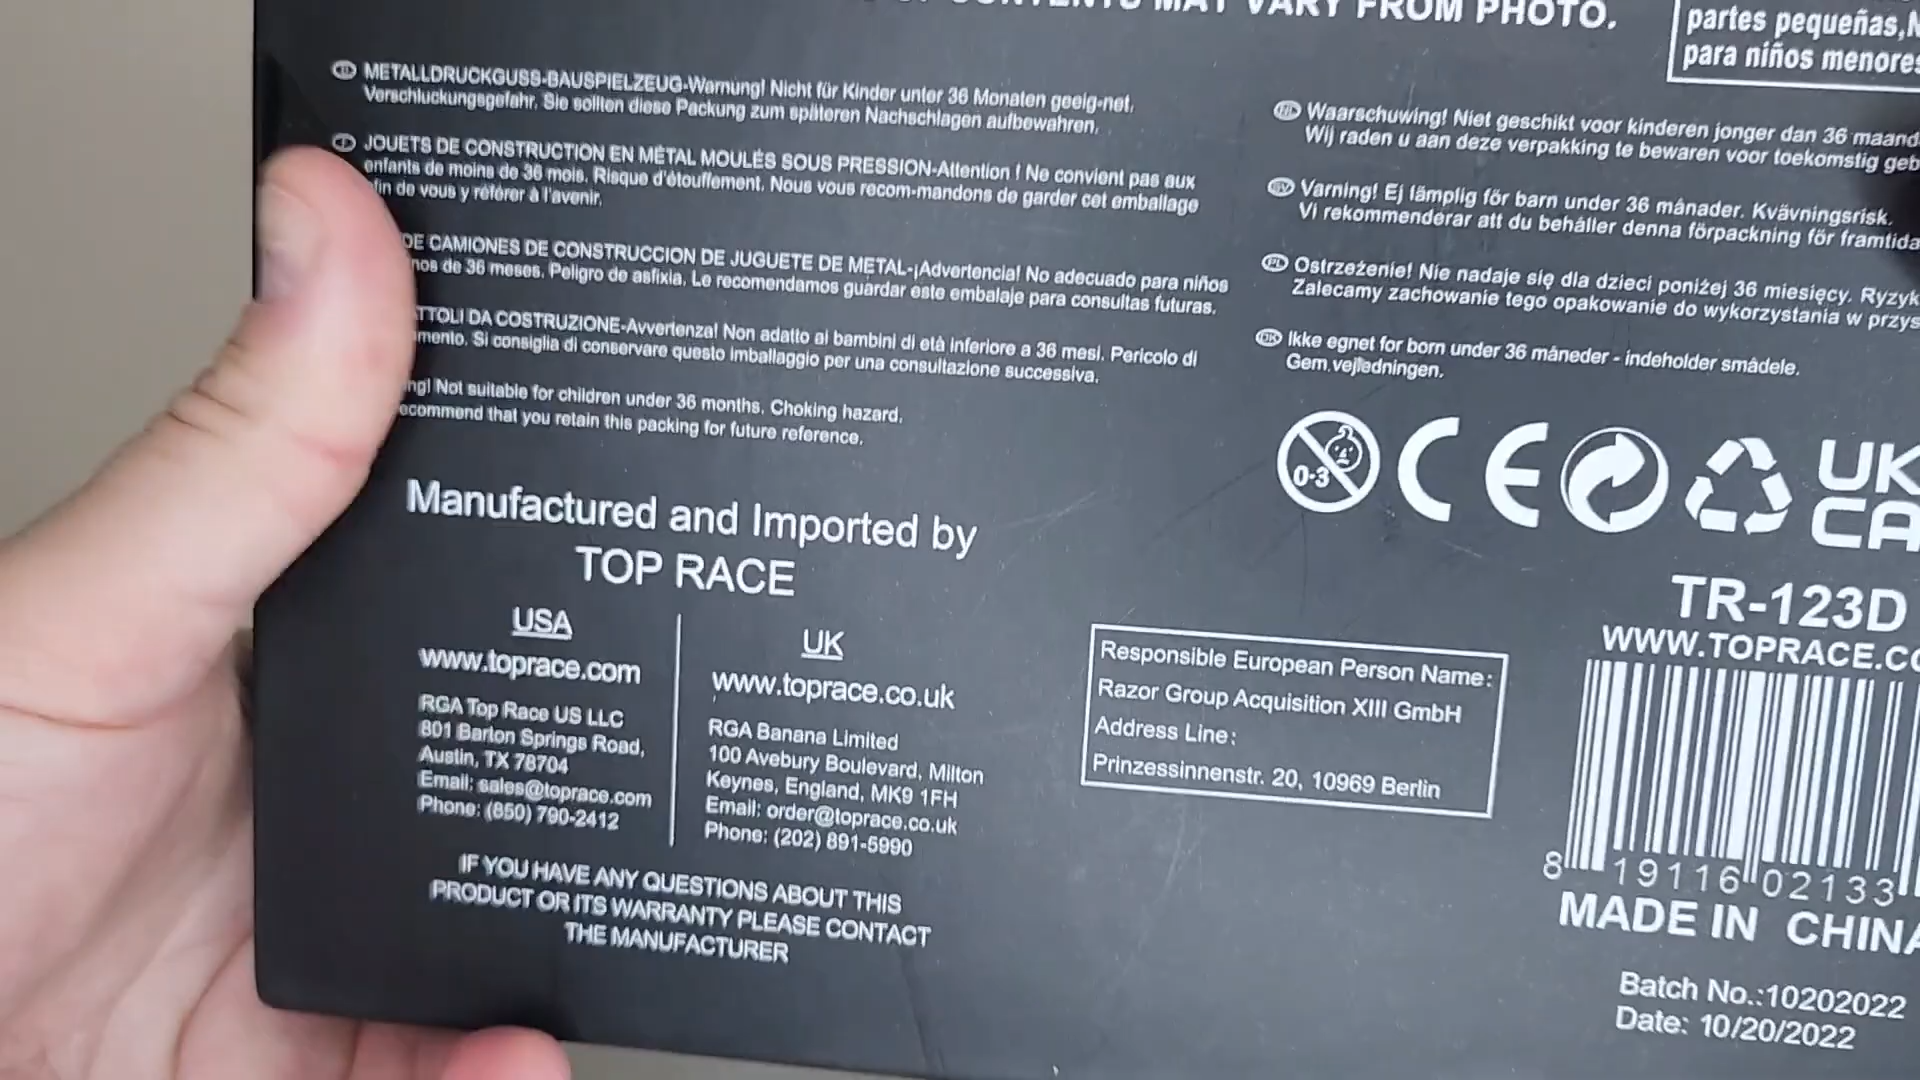 CONTENTS MAY VARY FROM PHOTO.
partes pequeñas,
para niños menores
METALLDRUCKGUSS-BAUSPIELZEUG-Warnung! Nicht für Kinder unter 36 Monaten geeig-net.
Verschluckungsgefahr. Sie sollten diese Packung zum späteren Nachschlagen aufbewahren.
JOUETS DE CONSTRUCTION EN MÉTAL MOULÉS SOUS PRESSION-Attention ! Ne convient pas aux
enfants de moins de 36 mois. Risque d'étouffement. Nous vous recom-mandons de garder cet emballage
afin de vous y référer à l'avenir.
DE CAMIONES DE CONSTRUCCION DE JUGUETE DE METAL-¡Advertencia! No adecuado para niños
nos de 36 meses. Peligro de asfixia. Le recomendamos guardar este embalaje para consultas futuras.
TTOLI DA COSTRUZIONE-Avvertenza! Non adatto ai bambini di età inferiore a 36 mesi. Pericolo di
mento. Si consiglia di conservare questo imballaggio per una consultazione successiva.
ng! Not suitable for children under 36 months. Choking hazard.
ecommend that you retain this packing for future reference.
NL Waarschuwing! Niet geschikt voor kinderen jonger dan 36 maand
Wij raden u aan deze verpakking te bewaren voor toekomstig geb
SV Varning! Ej lämplig för barn under 36 månader. Kvävningsrisk.
Vi rekommenderar att du behåller denna förpackning för framtida
PL Ostrzeżenie! Nie nadaje się dla dzieci poniżej 36 miesięcy. Ryzyk
Zalecamy zachowanie tego opakowanie do wykorzystania w przys
DK Ikke egnet for born under 36 måneder - indeholder smådele.
Gem vejledningen.
0-3 CE UK
CA
Manufactured and Imported by
TOP RACE
USA
www.toprace.com
RGA Top Race US LLC
801 Barton Springs Road,
Austin, TX 78704
Email: sales@toprace.com
Phone: (850) 790-2412
UK
www.toprace.co.uk
RGA Banana Limited
100 Avebury Boulevard, Milton
Keynes, England, MK9 1FH
Email: order@toprace.co.uk
Phone: (202) 891-5990
IF YOU HAVE ANY QUESTIONS ABOUT THIS
PRODUCT OR ITS WARRANTY PLEASE CONTACT
THE MANUFACTURER
Responsible European Person Name:
Razor Group Acquisition XIII GmbH
Address Line:
Prinzessinnenstr. 20, 10969 Berlin
TR-123D
WWW.TOPRACE.CO
8 19116 02133
MADE IN CHINA
Batch No.:10202022
Date: 10/20/2022